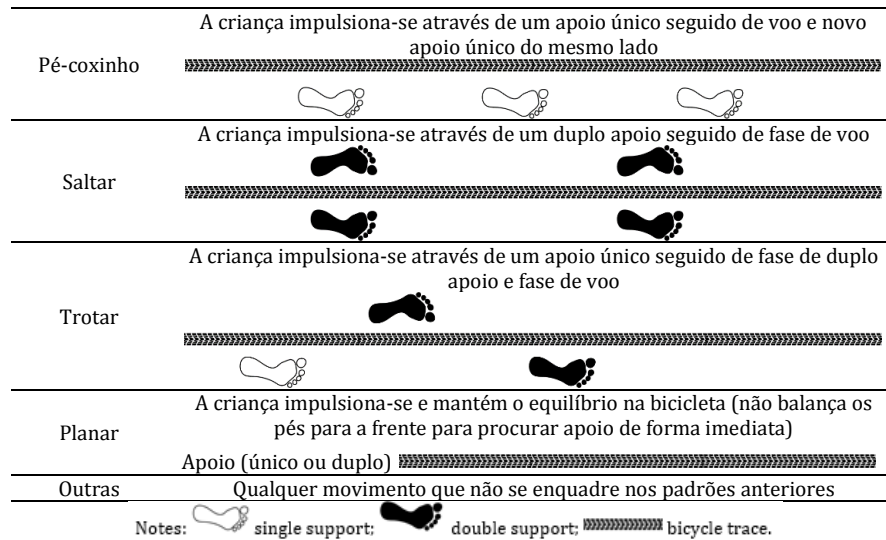 A criança impulsiona-se através de um apoio único seguido de voo e novo
apoio único do mesmo lado
Pé-coxinho
A criança impulsiona-se através de um duplo apoio seguido de fase de voo
Saltar
A criança impulsiona-se através de um apoio único seguido de fase de duplo
apoio e fase de voo
Trotar
A criança impulsiona-se e mantém o equilíbrio na bicicleta (não balança os
pés para a frente para procurar apoio de forma imediata)
Planar
Apoio (único ou duplo)
Outras Qualquer movimento que não se enquadre nos padrões anteriores
Notes: single support; double support; bicycle trace.